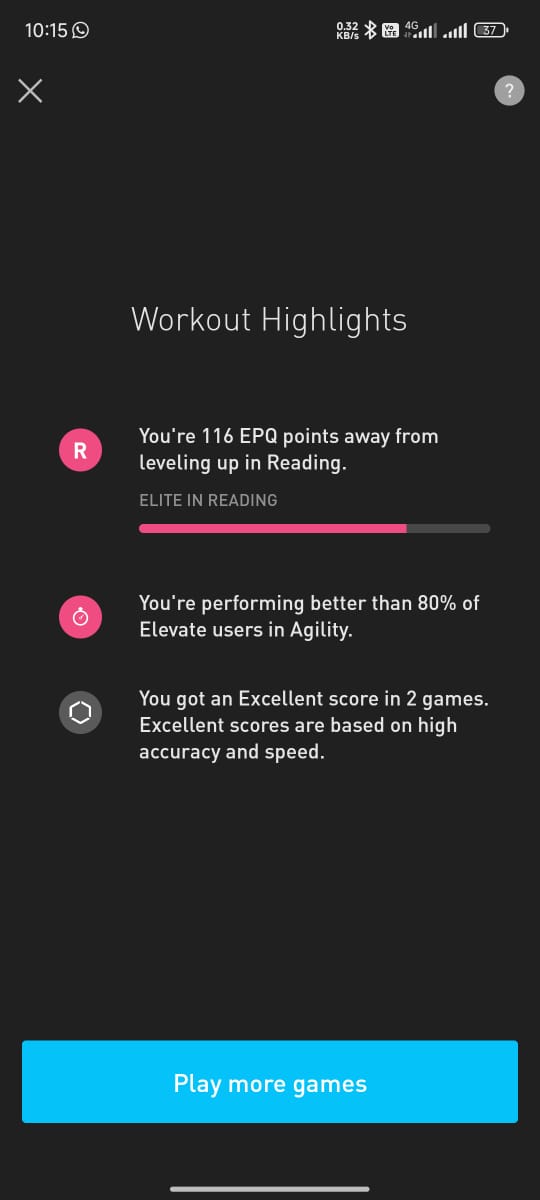 10:15
0.32
KB/s
Vo
LTE
4G
37
?
Workout Highlights
R
You're 116 EPQ points away from
leveling up in Reading.
ELITE IN READING
You're performing better than 80% of
Elevate users in Agility.
You got an Excellent score in 2 games.
Excellent scores are based on high
accuracy and speed.
Play more games